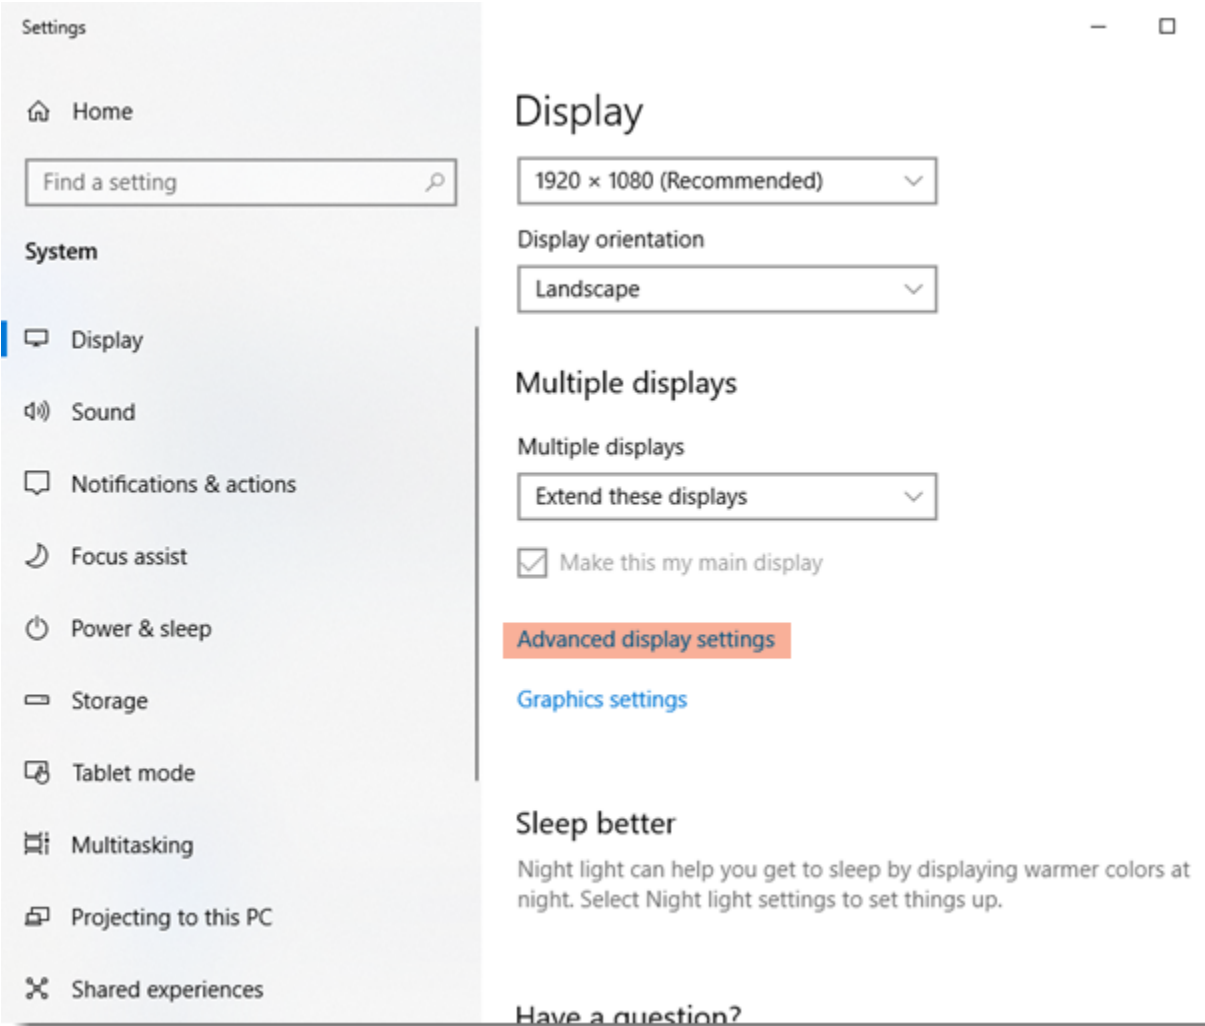 Settings
Home
Find a setting
System
Display
Sound
Notifications & actions
Focus assist
Power & sleep
Storage
Tablet mode
Multitasking
Projecting to this PC
Shared experiences
Display
1920 × 1080 (Recommended)
Display orientation
Landscape
Multiple displays
Multiple displays
Extend these displays
Make this my main display
Advanced display settings
Graphics settings
Sleep better
Night light can help you get to sleep by displaying warmer colors at
night. Select Night light settings to set things up.
Have a question?